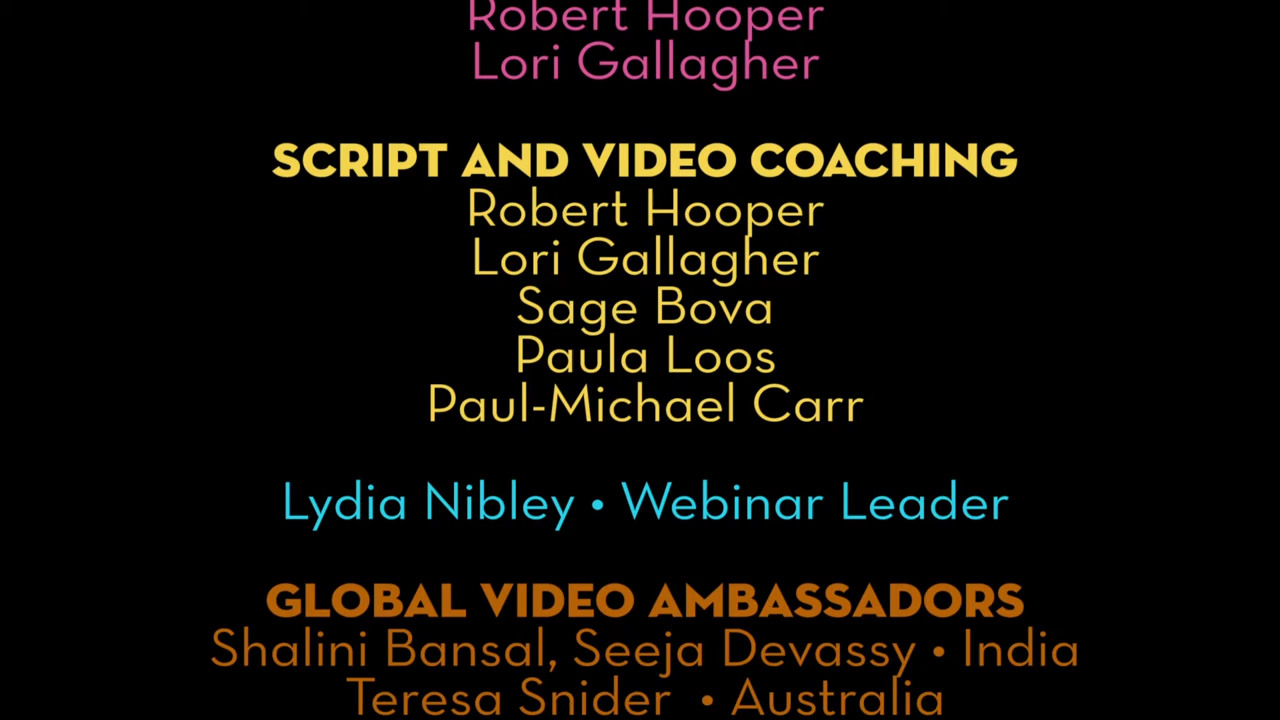 Robert Hooper
Lori Gallagher
SCRIPT AND VIDEO COACHING
Robert Hooper
Lori Gallagher
Sage Bova
Paula Loos
Paul-Michael Carr
Lydia Nibley • Webinar Leader
GLOBAL VIDEO AMBASSADORS
Shalini Bansal, Seeja Devassy • India
Teresa Snider • Australia